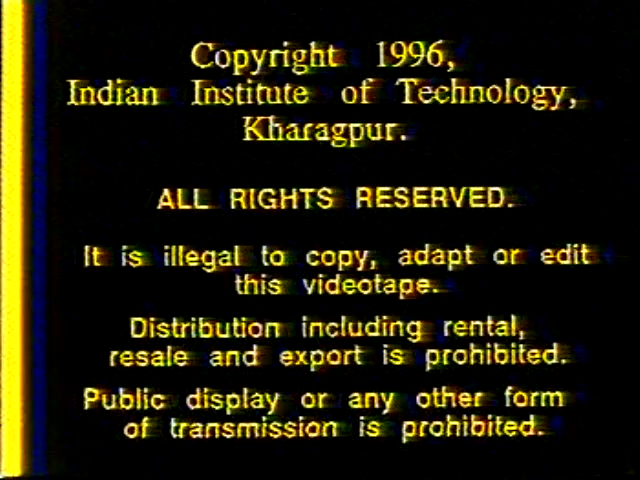 Copyright 1996,
Indian Institute of Technology,
Kharagpur.
ALL RIGHTS RESERVED.
It is illegal to copy, adapt or edit
this videotape.
Distribution including rental,
resale and export is prohibited.
Public display or any other form
of transmission is prohibited.